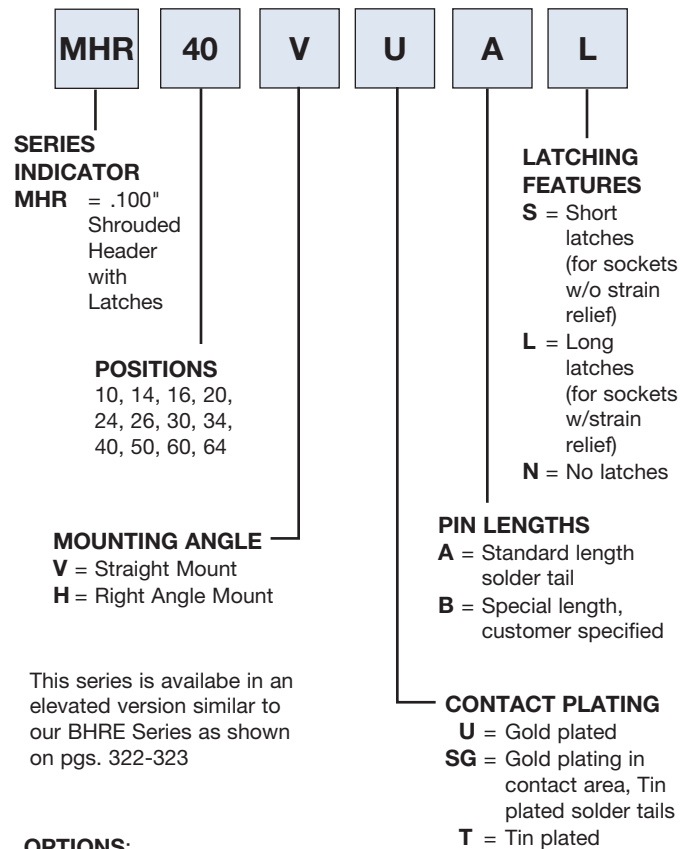 MHR 40 V U A L
SERIES
INDICATOR
MHR = .100"
Shrouded
Header
with
Latches
POSITIONS
10, 14, 16, 20,
24, 26, 30, 34,
40, 50, 60, 64
MOUNTING ANGLE
V = Straight Mount
H = Right Angle Mount
This series is availabe in an
elevated version similar to
our BHRE Series as shown
on pgs. 322-323
OPTIONS:
LATCHING
FEATURES
S = Short
latches
(for sockets
w/o strain
relief)
L = Long
latches
(for sockets
w/strain
relief)
N = No latches
PIN LENGTHS
A = Standard length
solder tail
B = Special length,
customer specified
CONTACT PLATING
U = Gold plated
SG = Gold plating in
contact area, Tin
plated solder tails
T = Tin plated